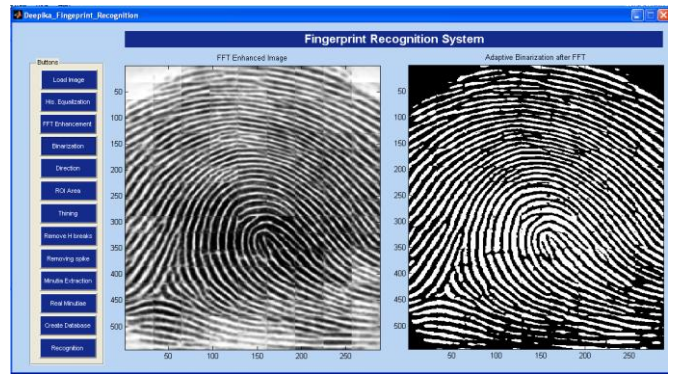 Deepika_Fingeprint_Recognition
Fingerprint Recognition System
Buttons
Load Image
His. Equalization
FFT Enhancement
Binarization
Direction
ROI Area
Thining
Remove H breaks
Removing spike
Minutia Extraction
Real Minutiae
Create Database
Recognition
FFT Enhanced Image
50
100
150
200
250
300
350
400
450
500
50 100 150 200 250
Adaptive Binarization after FFT
50
100
150
200
250
300
350
400
450
500
50 100 150 200 250